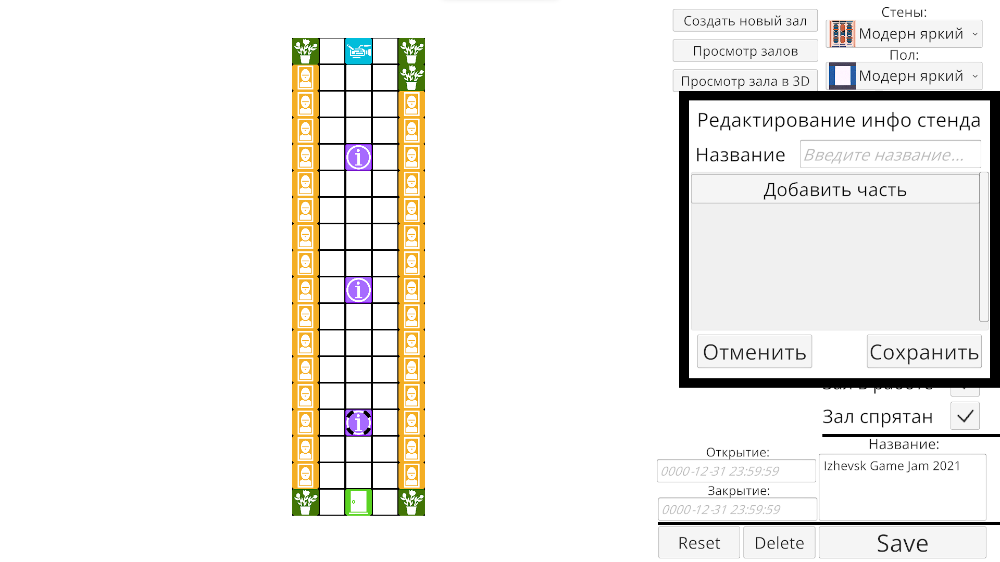 Создать новый зал
Просмотр залов
Просмотр зала в 3D
Стены:
Модерн яркий
Пол:
Модерн яркий
Редактирование инфо стенда
Название
Введите название...
Добавить часть
Отменить
Сохранить
Зал в работе
Зал спрятан
Открытие:
0000-12-31 23:59:59
Закрытие:
0000-12-31 23:59:59
Название:
Izhevsk Game Jam 2021
Reset
Delete
Save